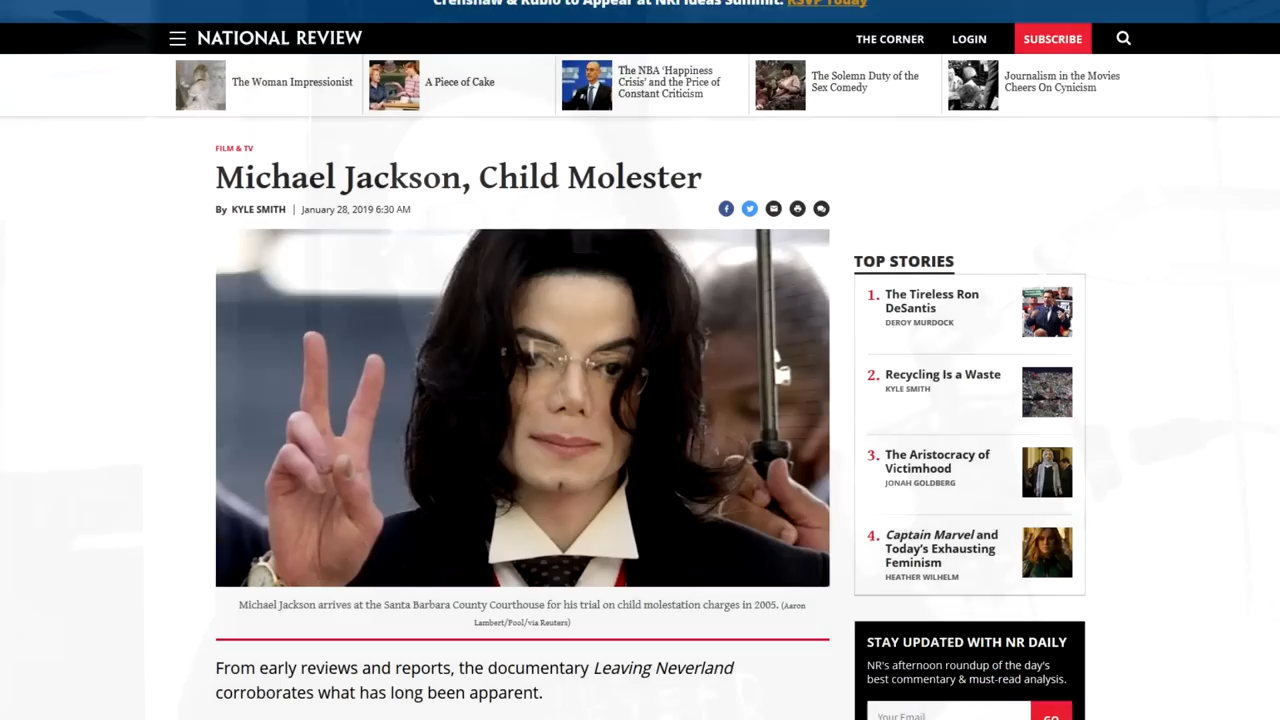 Crenshaw & Rubio to Appear at NRI Ideas Summit. RSVP Today
NATIONAL REVIEW
THE CORNER LOGIN SUBSCRIBE
The Woman Impressionist
A Piece of Cake
The NBA ‘Happiness
Crisis’ and the Price of
Constant Criticism
The Solemn Duty of the
Sex Comedy
Journalism in the Movies
Cheers On Cynicism
FILM & TV
Michael Jackson, Child Molester
By KYLE SMITH | January 28, 2019 6:30 AM
Michael Jackson arrives at the Santa Barbara County Courthouse for his trial on child molestation charges in 2005. (Aaron
Lambert/Pool/via Reuters)
From early reviews and reports, the documentary Leaving Neverland
corroborates what has long been apparent.
TOP STORIES
1. The Tireless Ron
DeSantis
DEROY MURDOCK
2. Recycling Is a Waste
KYLE SMITH
3. The Aristocracy of
Victimhood
JONAH GOLDBERG
4. Captain Marvel and
Today’s Exhausting
Feminism
HEATHER WILHELM
STAY UPDATED WITH NR DAILY
NR's afternoon roundup of the day's
best commentary & must-read analysis.
Your Email GO